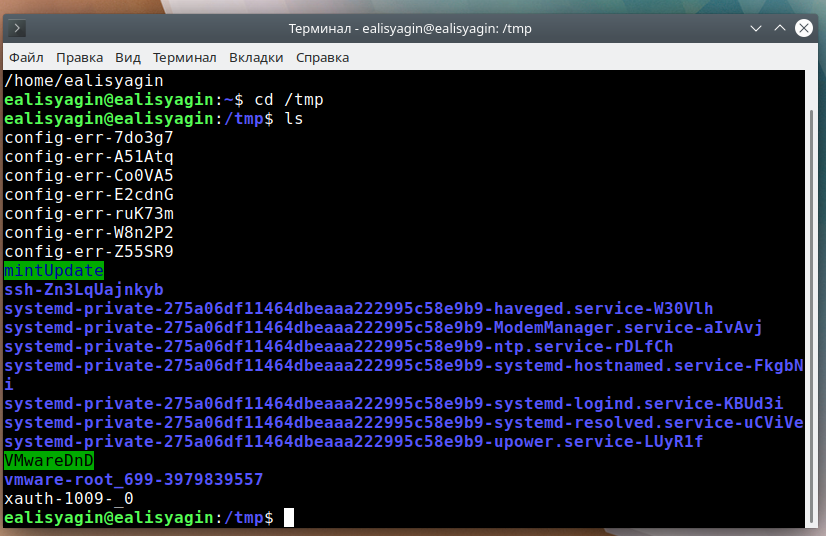 Терминал - ealisyagin@ealisyagin: /tmp
Файл Правка Вид Терминал Вкладки Справка
/home/ealisyagin
ealisyagin@ealisyagin:~$ cd /tmp
ealisyagin@ealisyagin:/tmp$ ls
config-err-7do3g7
config-err-A51Atq
config-err-Co0VA5
config-err-E2cdnG
config-err-ruK73m
config-err-W8n2P2
config-err-Z55SR9
mintUpdate
ssh-Zn3LqUajnkyb
systemd-private-275a06df11464dbeaaa222995c58e9b9-haveged.service-W30Vlh
systemd-private-275a06df11464dbeaaa222995c58e9b9-ModemManager.service-aIvAvj
systemd-private-275a06df11464dbeaaa222995c58e9b9-ntp.service-rDLfCh
systemd-private-275a06df11464dbeaaa222995c58e9b9-systemd-hostnamed.service-FkgbN
i
systemd-private-275a06df11464dbeaaa222995c58e9b9-systemd-logind.service-KBUd3i
systemd-private-275a06df11464dbeaaa222995c58e9b9-systemd-resolved.service-uCViVe
systemd-private-275a06df11464dbeaaa222995c58e9b9-upower.service-LUyR1f
VMwareDnD
vmware-root_699-3979839557
xauth-1009-_0
ealisyagin@ealisyagin:/tmp$